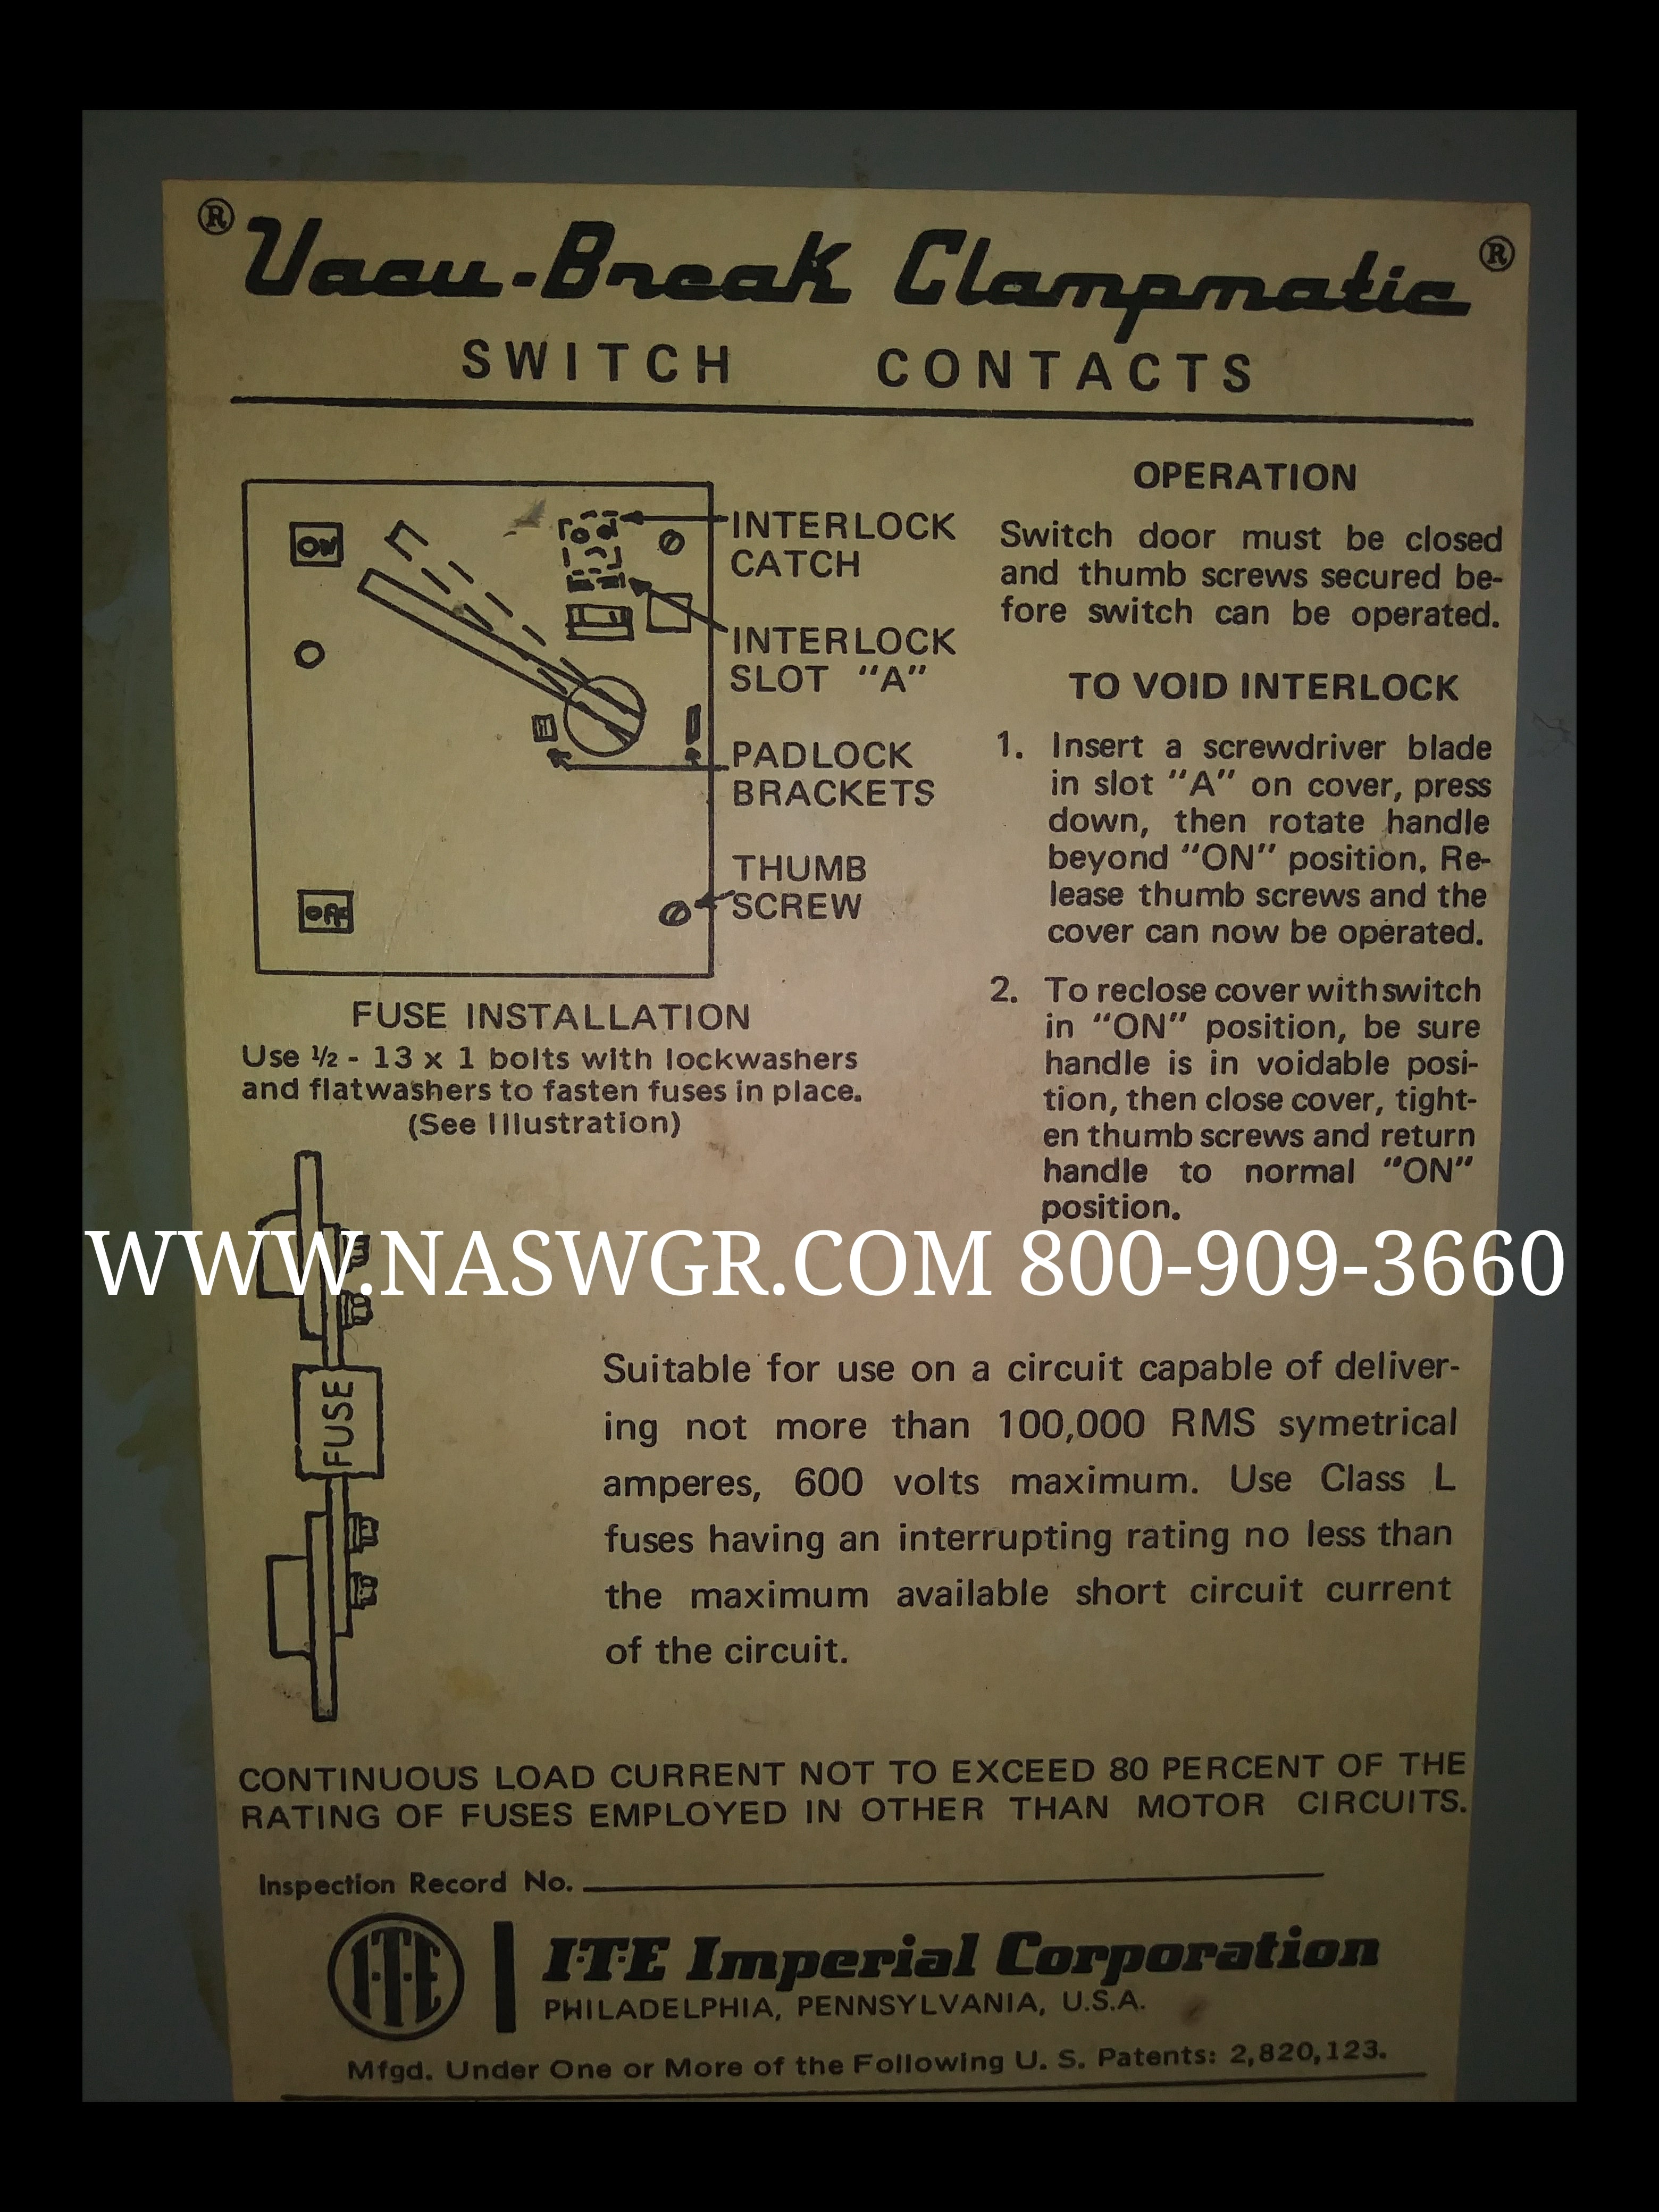 ® Vacu-Break Clampmatic ®
SWITCH CONTACTS
ON
OFF
INTERLOCK
CATCH
INTERLOCK
SLOT "A"
PADLOCK
BRACKETS
THUMB
SCREW
FUSE INSTALLATION
Use ½ - 13 x 1 bolts with lockwashers
and flatwashers to fasten fuses in place.
(See Illustration)
FUSE
OPERATION
Switch door must be closed
and thumb screws secured be-
fore switch can be operated.
TO VOID INTERLOCK
1. Insert a screwdriver blade
in slot "A" on cover, press
down, then rotate handle
beyond "ON" position. Re-
lease thumb screws and the
cover can now be operated.
2. To reclose cover with switch
in "ON" position, be sure
handle is in voidable posi-
tion, then close cover, tight-
en thumb screws and return
handle to normal "ON"
position.
WWW.NASWGR.COM 800-909-3660
Suitable for use on a circuit capable of deliver-
ing not more than 100,000 RMS symetrical
amperes, 600 volts maximum. Use Class L
fuses having an interrupting rating no less than
the maximum available short circuit current
of the circuit.
CONTINUOUS LOAD CURRENT NOT TO EXCEED 80 PERCENT OF THE
RATING OF FUSES EMPLOYED IN OTHER THAN MOTOR CIRCUITS.
Inspection Record No.
I·T·E
I·T·E Imperial Corporation
PHILADELPHIA, PENNSYLVANIA, U.S.A.
Mfgd. Under One or More of the Following U. S. Patents: 2,820,123.